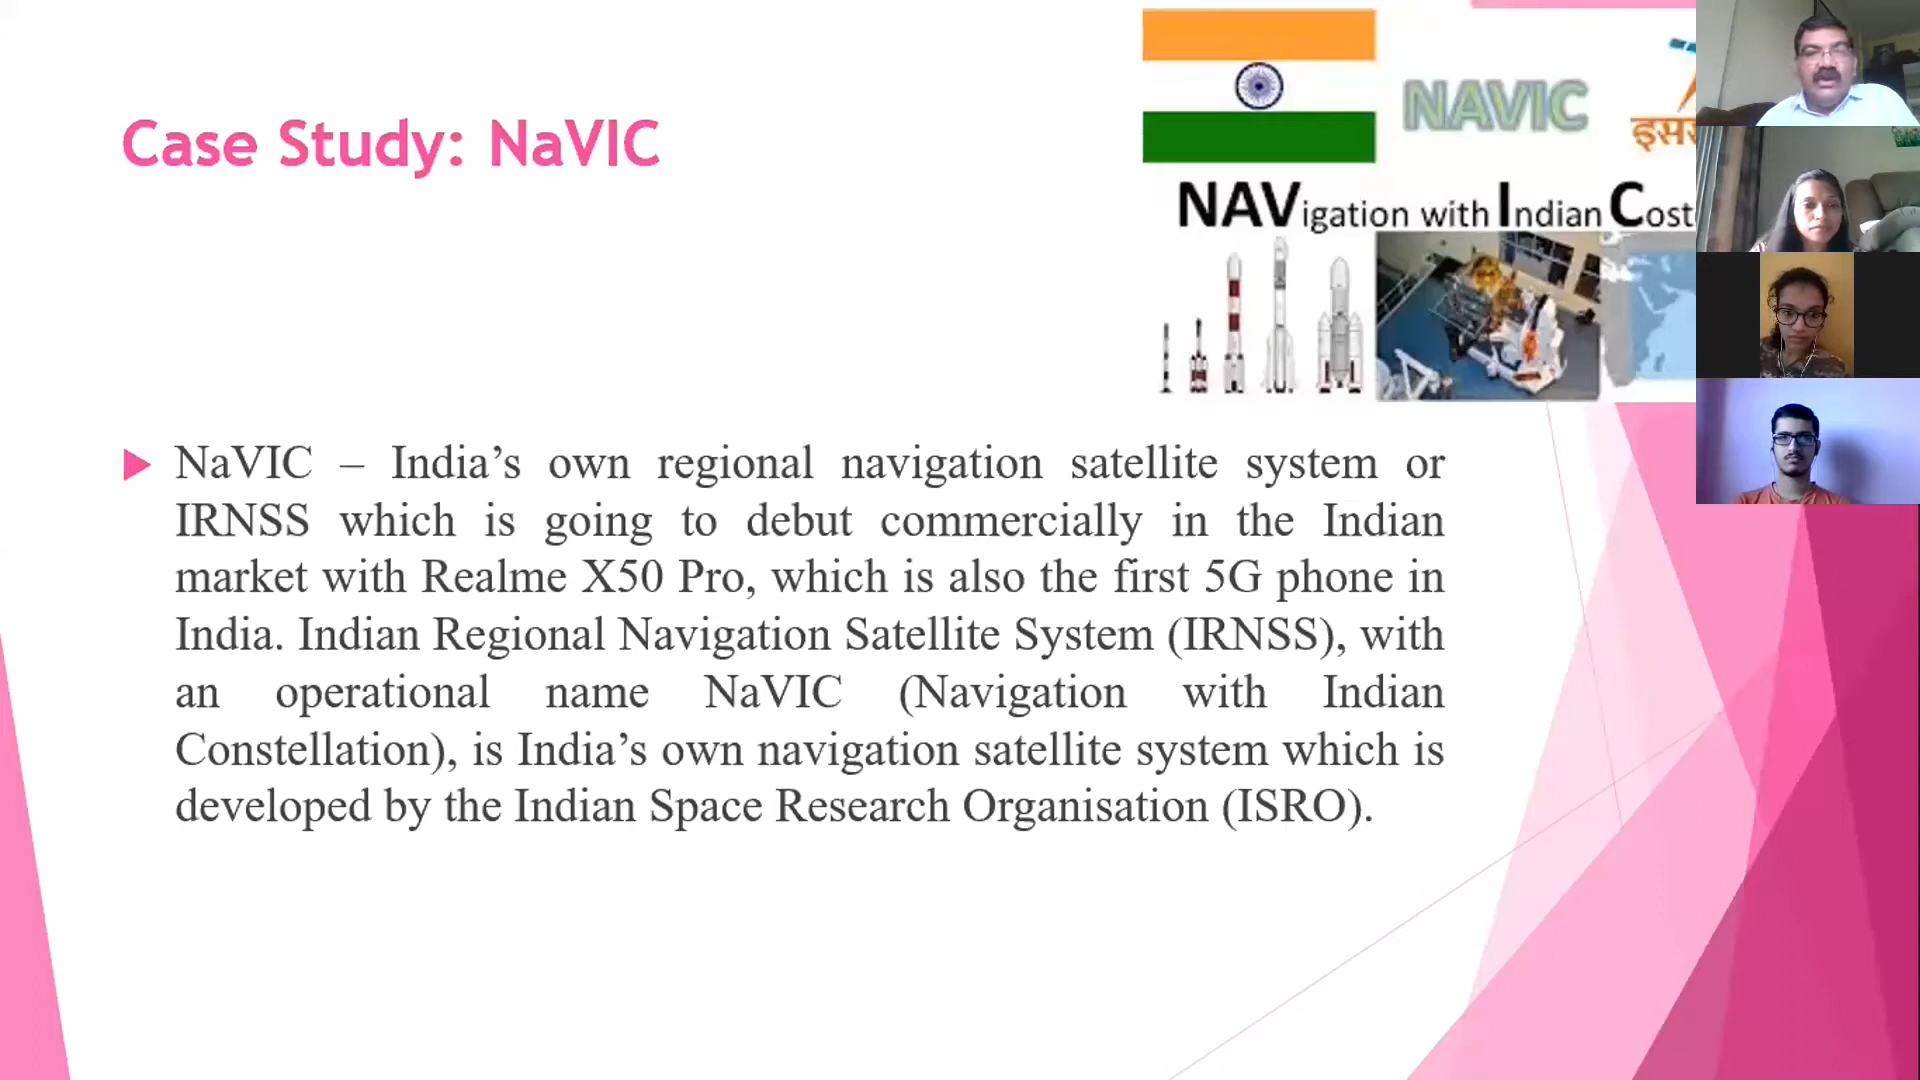 Case Study: NaVIC
NAVIC
NAVigation with Indian
NaVIC – India’s own regional navigation satellite system or
IRNSS which is going to debut commercially in the Indian
market with Realme X50 Pro, which is also the first 5G phone in
India. Indian Regional Navigation Satellite System (IRNSS), with
an operational name NaVIC (Navigation with Indian
Constellation), is India’s own navigation satellite system which is
developed by the Indian Space Research Organisation (ISRO).